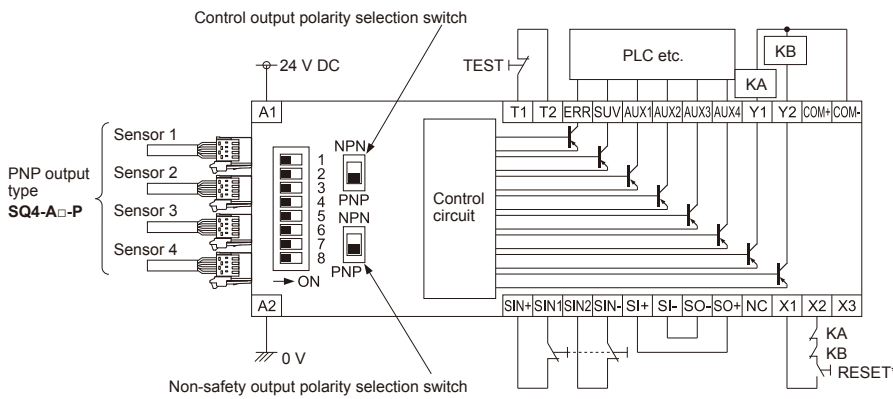 Control output polarity selection switch
24 V DC
TEST
PLC etc.
KA
KB
A1
T1 T2 ERR SUV AUX1 AUX2 AUX3 AUX4 Y1 Y2 COM+ COM-
PNP output
type
SQ4-A□-P
Sensor 1
Sensor 2
Sensor 3
Sensor 4
1
2
3
4
5
6
7
8
→ ON
NPN
PNP
NPN
PNP
Control
circuit
A2
SIN+ SIN1 SIN2 SIN- SI+ SI- SO- SO+ NC X1 X2 X3
0 V
KA
KB
RESET*
Non-safety output polarity selection switch